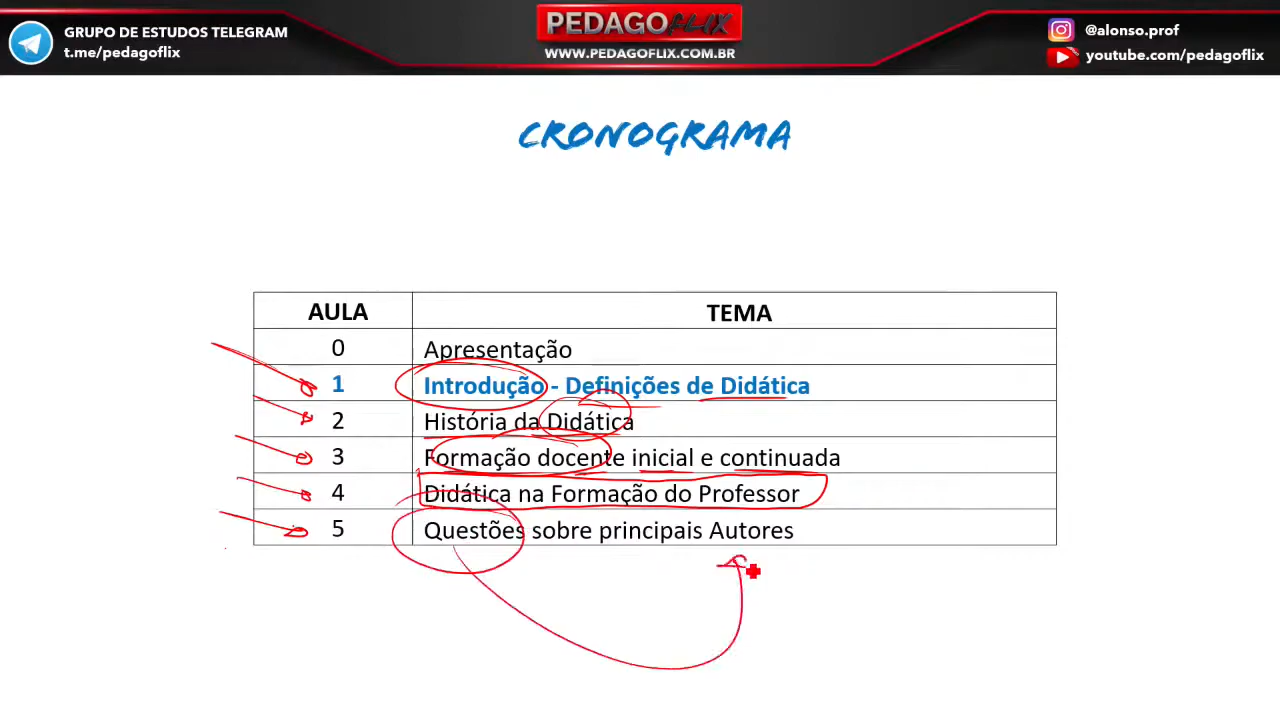 GRUPO DE ESTUDOS TELEGRAM
t.me/pedagoflix
PEDAGOFLIX
WWW.PEDAGOFLIX.COM.BR
@alonso.prof
youtube.com/pedagoflix
CRONOGRAMA
AULA TEMA
0 Apresentação
1 Introdução - Definições de Didática
2 História da Didática
3 Formação docente inicial e continuada
4 Didática na Formação do Professor
5 Questões sobre principais Autores